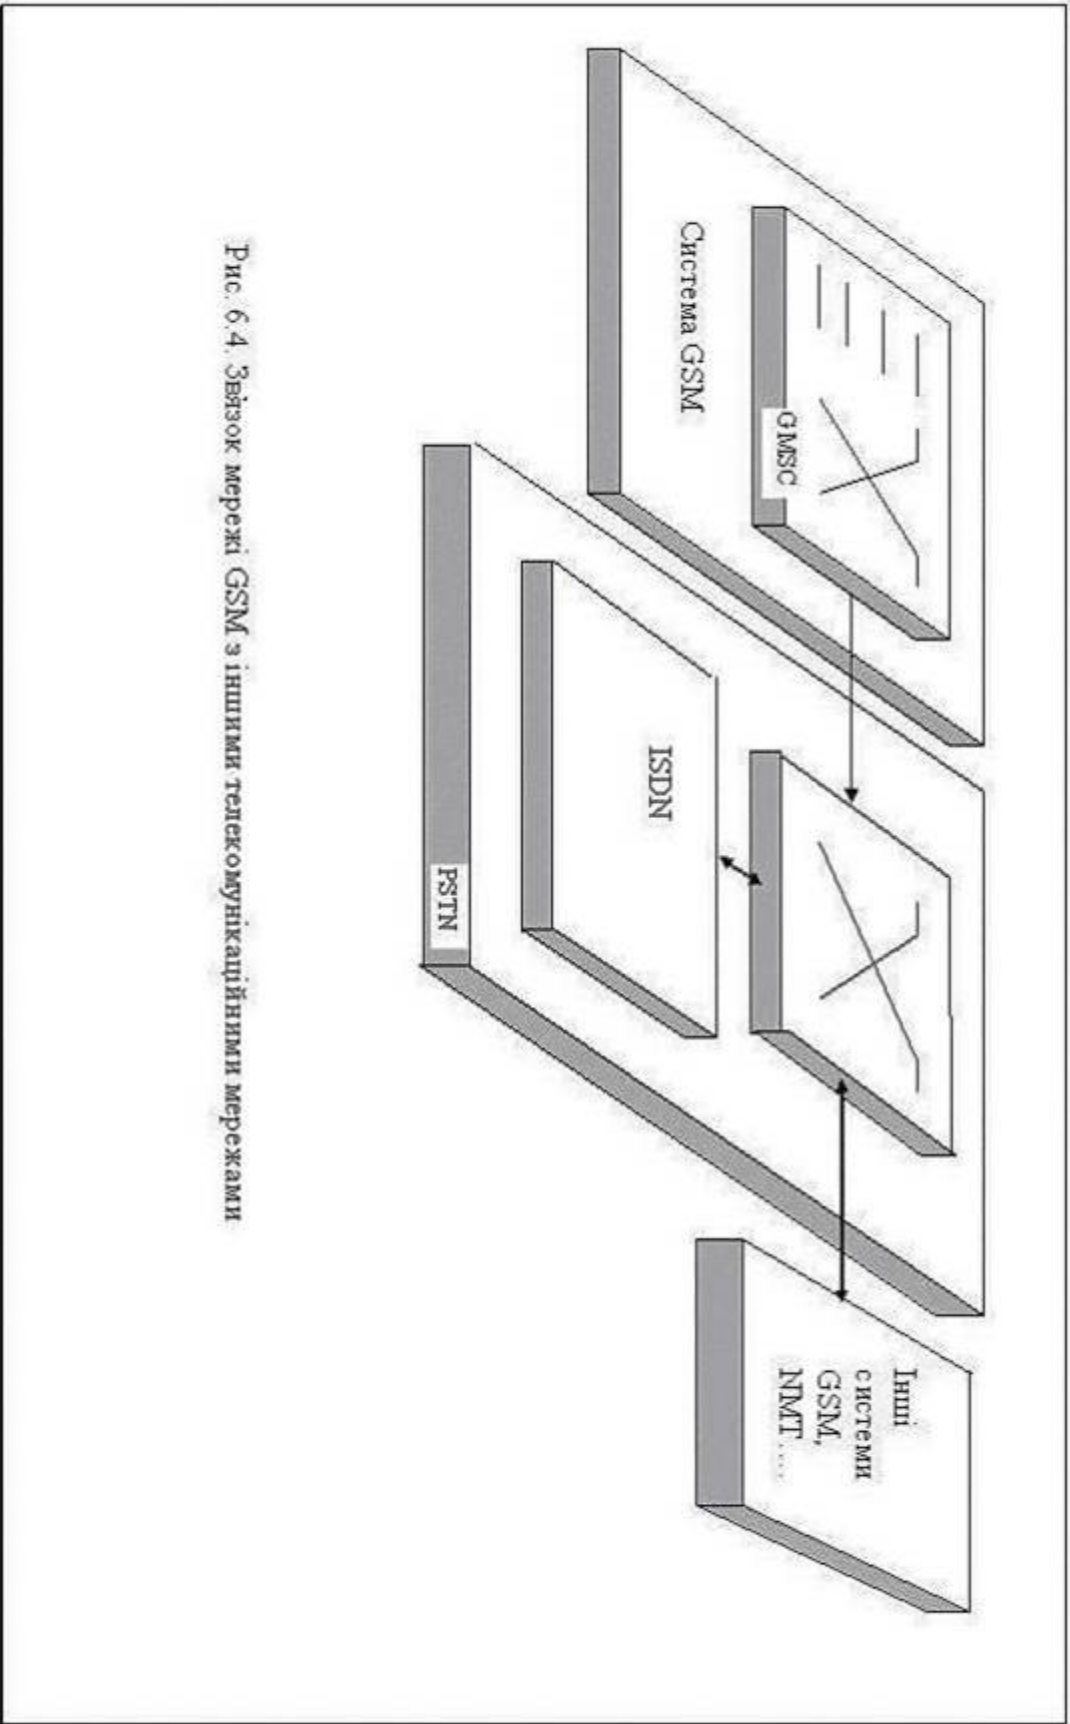 GMSC
Система GSM
ISDN
PSTN
Інші
системи
GSM,
NMT....
Рис. 6.4. Звязок мережі GSM з іншими телекомунікаційними мережами